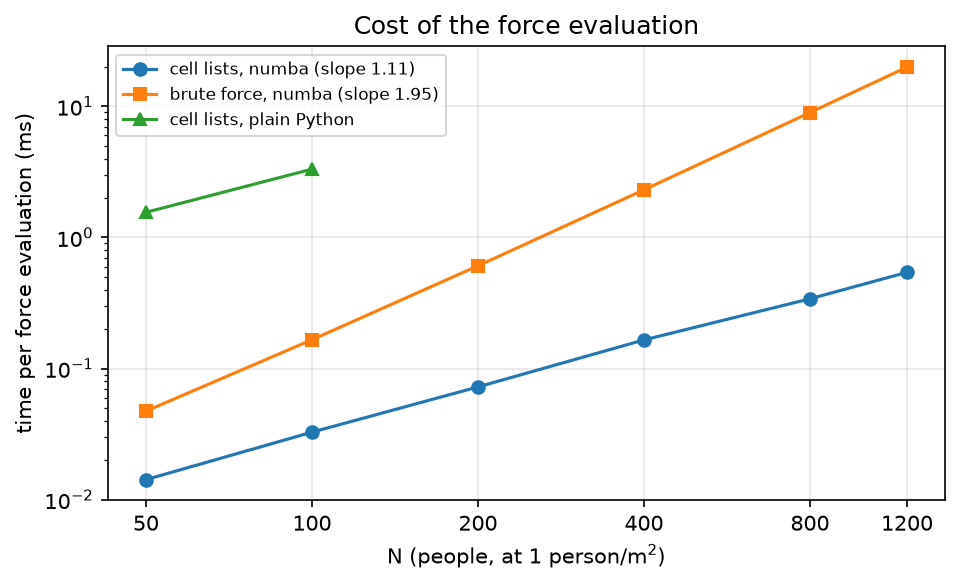 Cost of the force evaluation
cell lists, numba (slope 1.11)
brute force, numba (slope 1.95)
cell lists, plain Python
time per force evaluation (ms)
10¹
10⁰
10⁻¹
10⁻²
50 100 200 400 800 1200
N (people, at 1 person/m²)